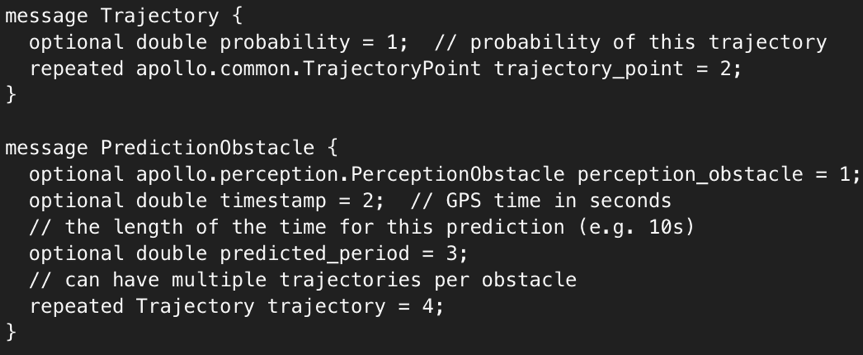 message Trajectory {
  optional double probability = 1;  // probability of this trajectory
  repeated apollo.common.TrajectoryPoint trajectory_point = 2;
}

message PredictionObstacle {
  optional apollo.perception.PerceptionObstacle perception_obstacle = 1;
  optional double timestamp = 2;  // GPS time in seconds
  // the length of the time for this prediction (e.g. 10s)
  optional double predicted_period = 3;
  // can have multiple trajectories per obstacle
  repeated Trajectory trajectory = 4;
}